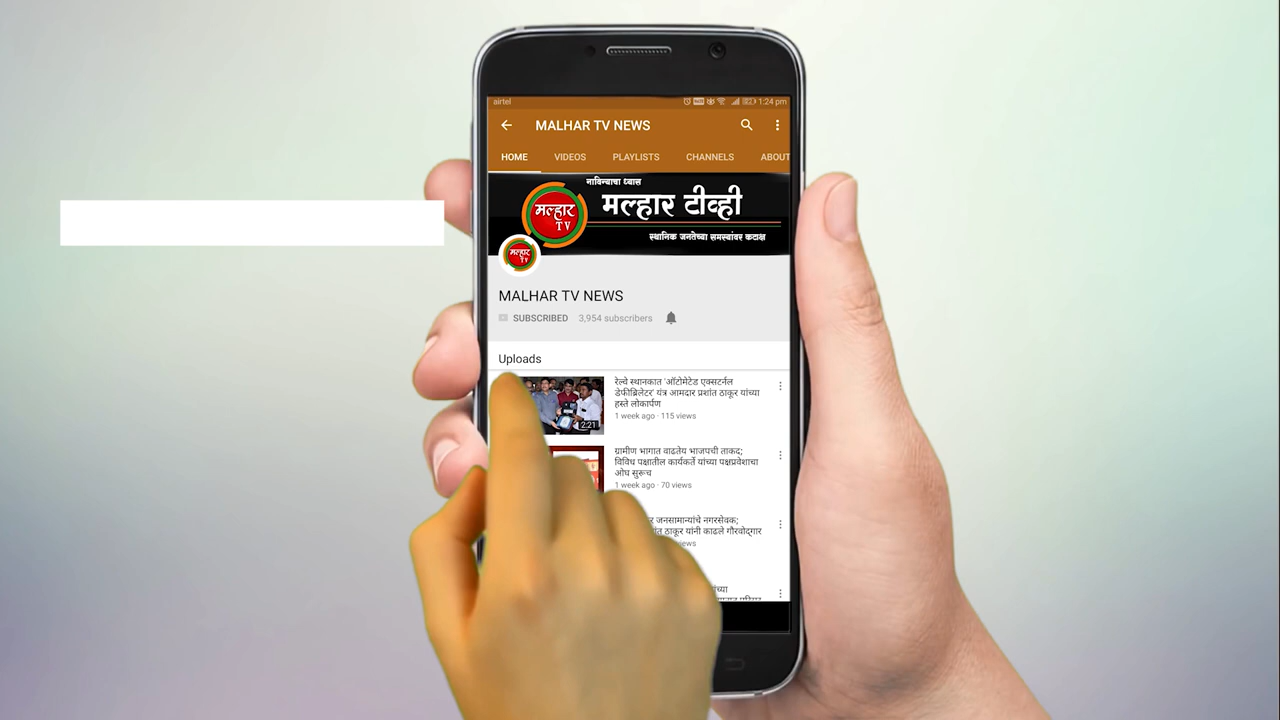 airtel 1:24 pm
MALHAR TV NEWS
HOME VIDEOS PLAYLISTS CHANNELS ABOUT
नाविन्याचा ध्यास
मल्हार टीव्ही
मल्हार
TV
स्थानिक जनतेच्या समस्यांवर कटाक्ष
मल्हार
TV
MALHAR TV NEWS
SUBSCRIBED 3,954 subscribers
Uploads
रेल्वे स्थानकात 'ऑटोमेटेड एक्सटर्नल
डेफीब्रिलेटर' यंत्र आमदार प्रशांत ठाकूर यांच्या
हस्ते लोकार्पण
1 week ago · 115 views
2:21
ग्रामीण भागात वाढतेय भाजपची ताकद;
विविध पक्षातील कार्यकर्ते यांच्या पक्षप्रवेशाचा
ओघ सुरूच
1 week ago · 70 views
जनसामान्यांचे नगरसेवक;
ठाकूर यांनी काढले गौरवोद्गार
views